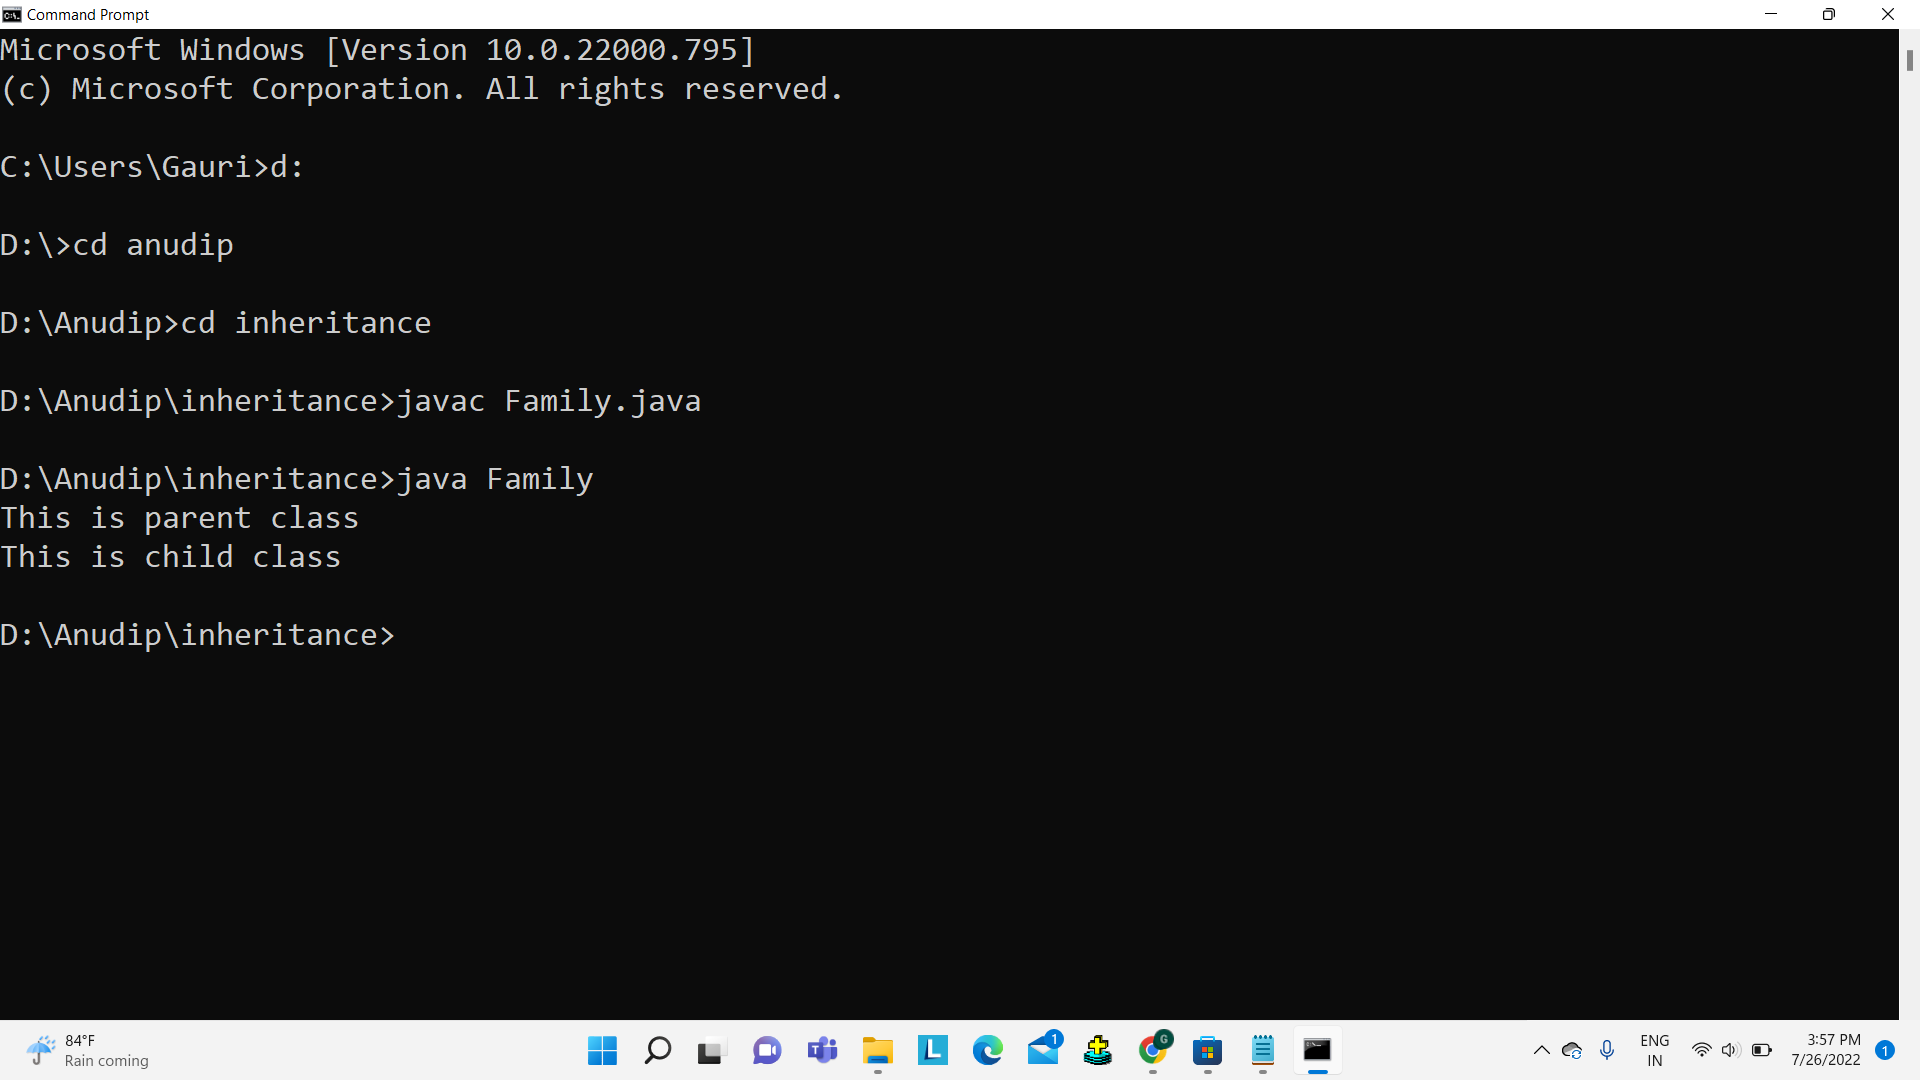 Command Prompt
Microsoft Windows [Version 10.0.22000.795]
(c) Microsoft Corporation. All rights reserved.
C:\Users\Gauri>d:
D:\>cd anudip
D:\Anudip>cd inheritance
D:\Anudip\inheritance>javac Family.java
D:\Anudip\inheritance>java Family
This is parent class
This is child class
D:\Anudip\inheritance>
84°F
Rain coming
L
1
G
ENG
IN
3:57 PM
7/26/2022
1